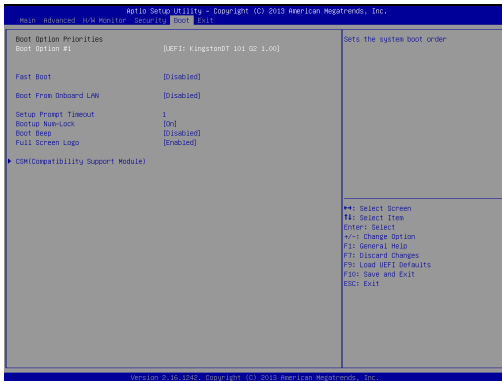 Aptio Setup Utility – Copyright (C) 2013 American Megatrends, Inc.
Main Advanced H/W Monitor Security Boot Exit
Boot Option Priorities
Boot Option #1 [UEFI: KingstonDT 101 G2 1.00]
Fast Boot [Disabled]
Boot From Onboard LAN [Disabled]
Setup Prompt Timeout 1
Bootup Num-Lock [On]
Boot Beep [Disabled]
Full Screen Logo [Enabled]
CSM(Compatibility Support Module)
Sets the system boot order
→←: Select Screen
↑↓: Select Item
Enter: Select
+/-: Change Option
F1: General Help
F7: Discard Changes
F9: Load UEFI Defaults
F10: Save and Exit
ESC: Exit
Version 2.16.1242. Copyright (C) 2013 American Megatrends, Inc.